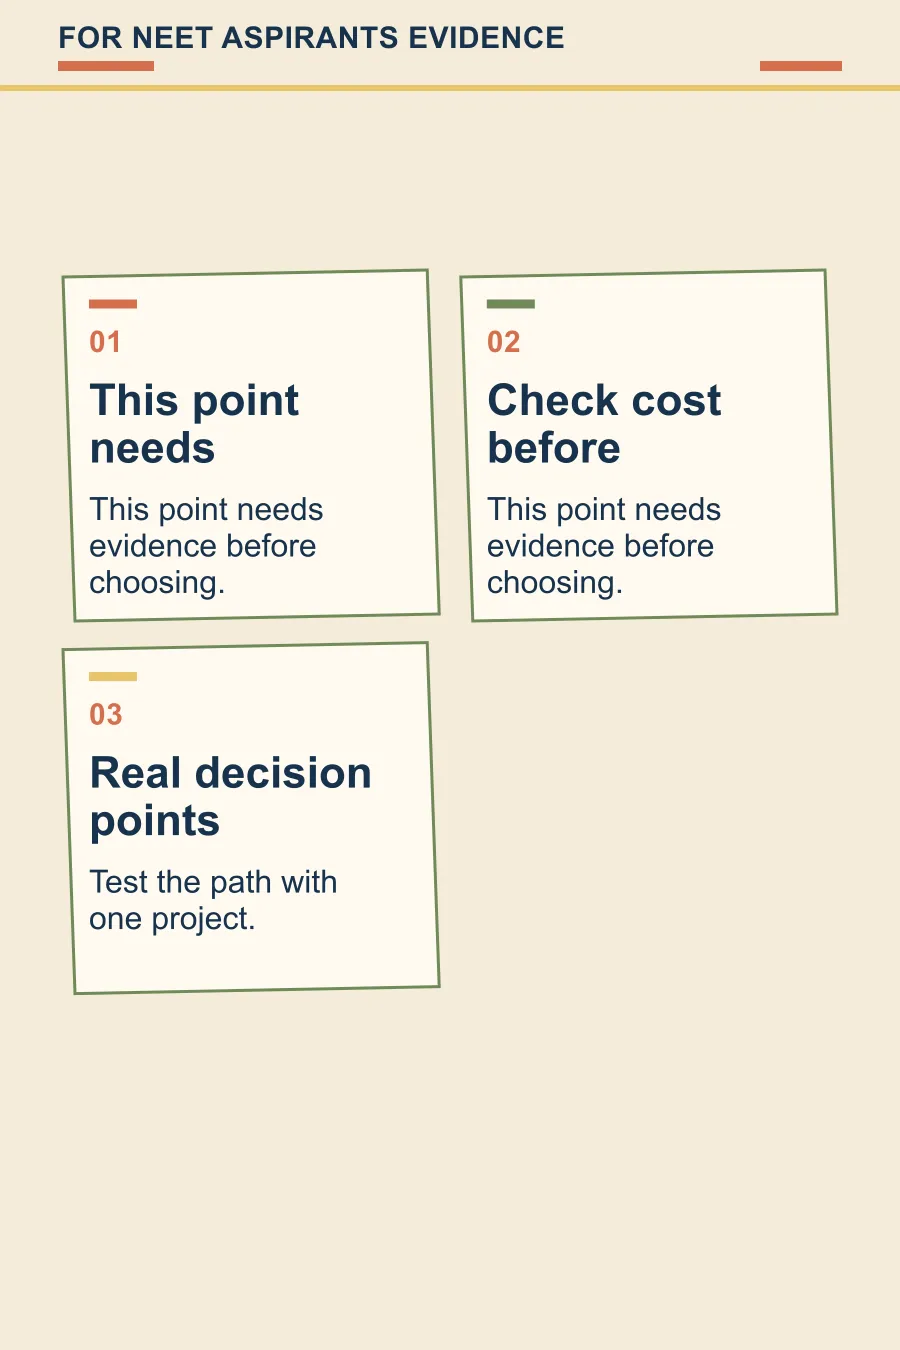 FOR NEET ASPIRANTS EVIDENCE
01
This point
needs
This point needs
evidence before
choosing.
02
Check cost
before
This point needs
evidence before
choosing.
03
Real decision
points
Test the path with
one project.